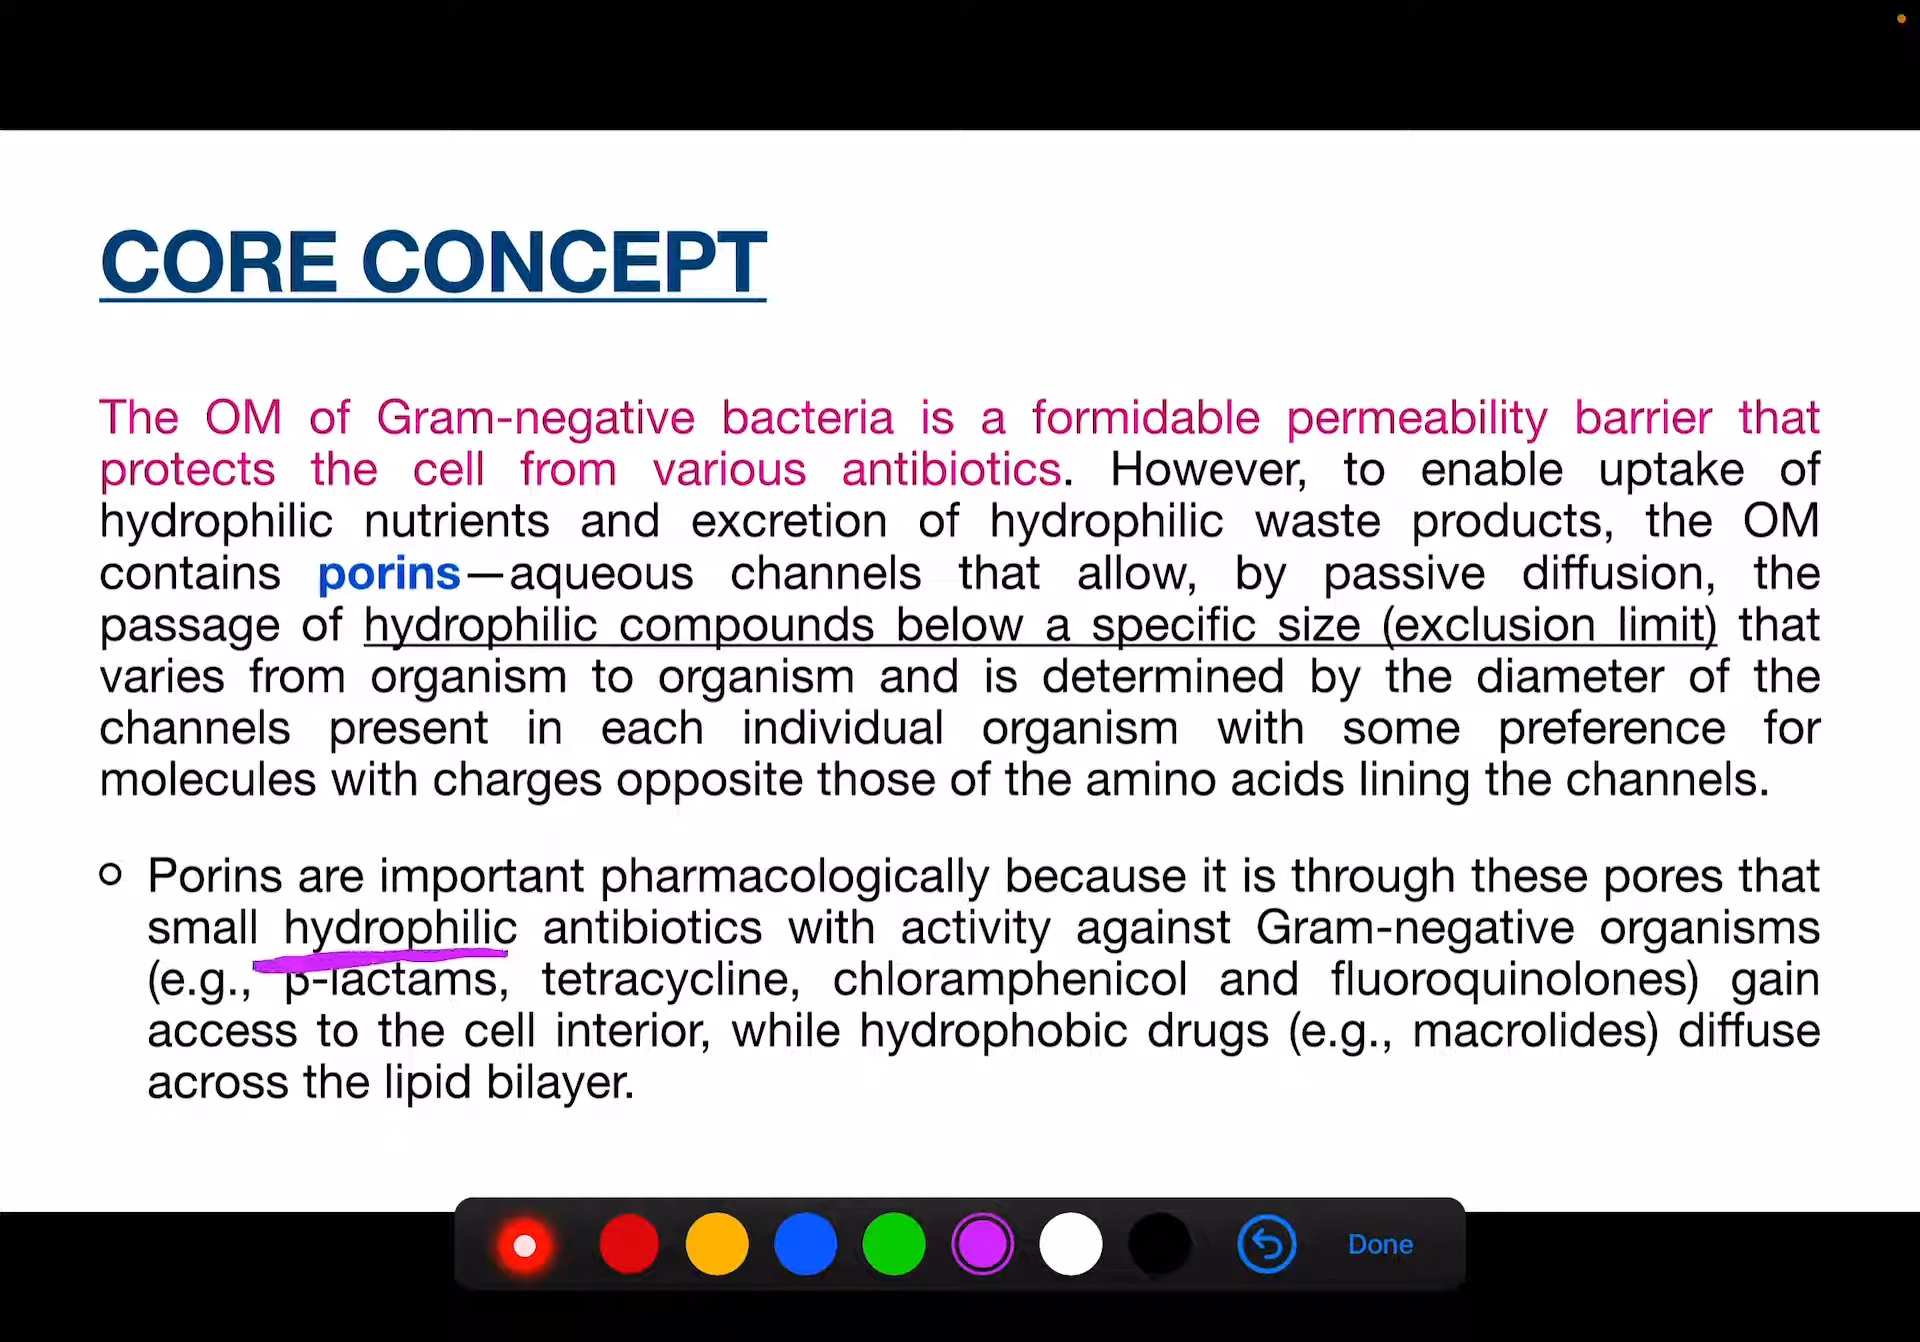 CORE CONCEPT
The OM of Gram-negative bacteria is a formidable permeability barrier that
protects the cell from various antibiotics. However, to enable uptake of
hydrophilic nutrients and excretion of hydrophilic waste products, the OM
contains porins—aqueous channels that allow, by passive diffusion, the
passage of hydrophilic compounds below a specific size (exclusion limit) that
varies from organism to organism and is determined by the diameter of the
channels present in each individual organism with some preference for
molecules with charges opposite those of the amino acids lining the channels.
Porins are important pharmacologically because it is through these pores that
small hydrophilic antibiotics with activity against Gram-negative organisms
(e.g., β-lactams, tetracycline, chloramphenicol and fluoroquinolones) gain
access to the cell interior, while hydrophobic drugs (e.g., macrolides) diffuse
across the lipid bilayer.
Done